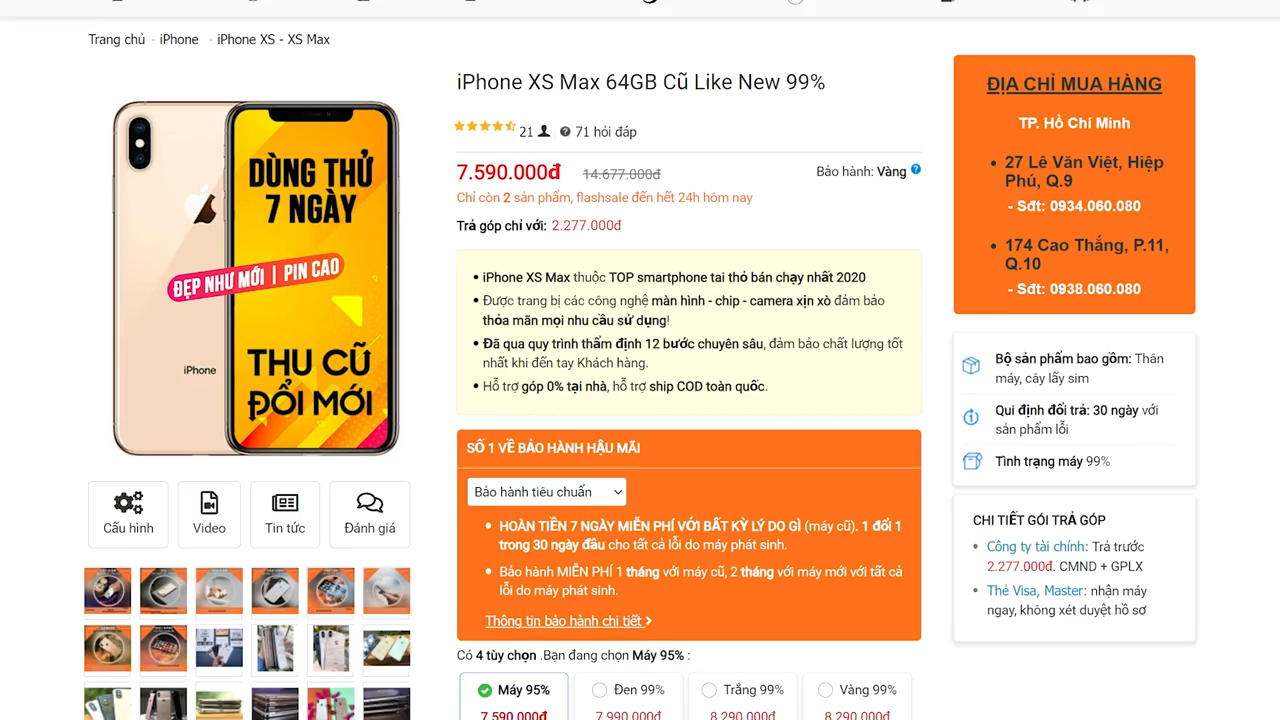 Trang chủ - iPhone - iPhone XS - XS Max
DÙNG THỬ
7 NGÀY
ĐẸP NHƯ MỚI | PIN CAO
THU CŨ
ĐỔI MỚI
iPhone
Cấu hình
Video
Tin tức
Đánh giá
iPhone XS Max 64GB Cũ Like New 99%
21 71 hỏi đáp
7.590.000đ 14.677.000đ
Bảo hành: Vàng
Chỉ còn 2 sản phẩm, flashsale đến hết 24h hôm nay
Trả góp chỉ với: 2.277.000đ
• iPhone XS Max thuộc TOP smartphone tai thỏ bán chạy nhất 2020
• Được trang bị các công nghệ màn hình - chip - camera xịn xò đảm bảo
thỏa mãn mọi nhu cầu sử dụng!
• Đã qua quy trình thẩm định 12 bước chuyên sâu, đảm bảo chất lượng tốt
nhất khi đến tay Khách hàng.
• Hỗ trợ góp 0% tại nhà, hỗ trợ ship COD toàn quốc.
SỐ 1 VỀ BẢO HÀNH HẬU MÃI
Bảo hành tiêu chuẩn
• HOÀN TIỀN 7 NGÀY MIỄN PHÍ VỚI BẤT KỲ LÝ DO GÌ (máy cũ). 1 đổi 1
trong 30 ngày đầu cho tất cả lỗi do máy phát sinh.
• Bảo hành MIỄN PHÍ 1 tháng với máy cũ, 2 tháng với máy mới với tất cả
lỗi do máy phát sinh.
Thông tin bảo hành chi tiết
Có 4 tùy chọn .Bạn đang chọn Máy 95% :
Máy 95%
7.590.000đ
Đen 99%
7.990.000đ
Trắng 99%
8.290.000đ
Vàng 99%
8.290.000đ
ĐỊA CHỈ MUA HÀNG
TP. Hồ Chí Minh
• 27 Lê Văn Việt, Hiệp
Phú, Q.9
- Sđt: 0934.060.080
• 174 Cao Thắng, P.11,
Q.10
- Sđt: 0938.060.080
Bộ sản phẩm bao gồm: Thân
máy, cây lấy sim
Qui định đổi trả: 30 ngày với
sản phẩm lỗi
Tình trạng máy 99%
CHI TIẾT GÓI TRẢ GÓP
• Công ty tài chính: Trả trước
2.277.000đ. CMND + GPLX
• Thẻ Visa, Master: nhận máy
ngay, không xét duyệt hồ sơ